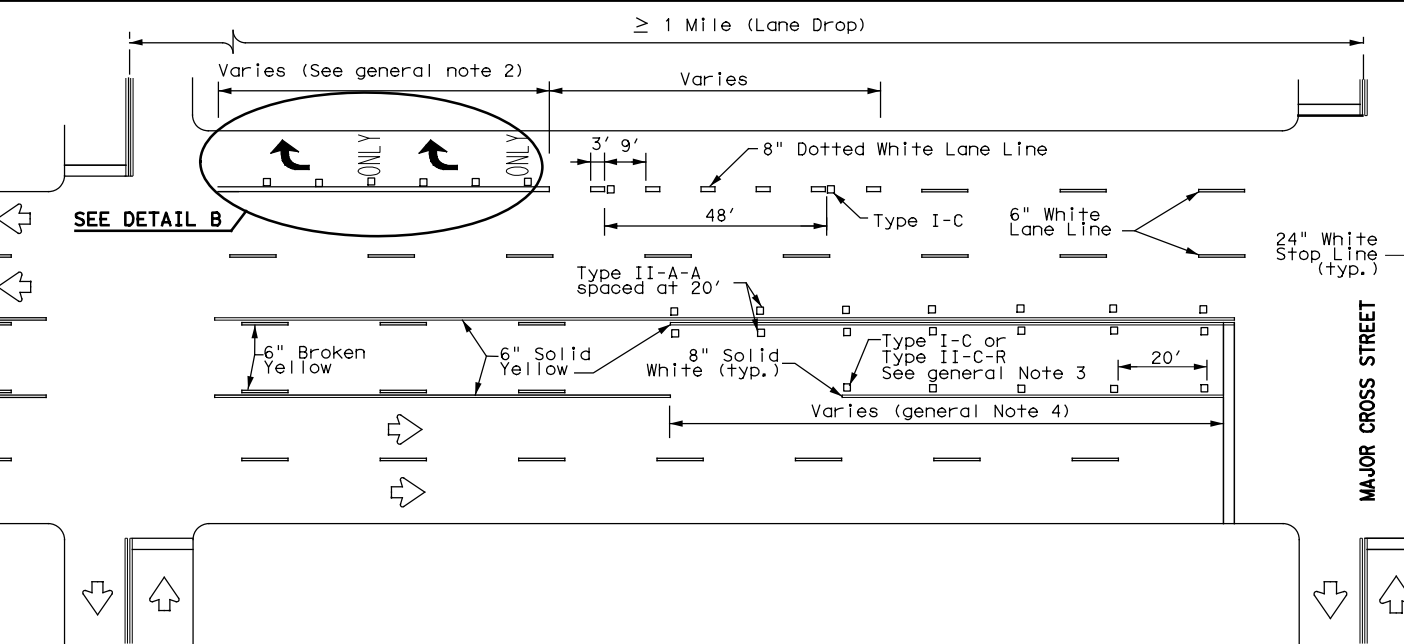 ≥ 1 Mile (Lane Drop)
Varies (See general note 2)
Varies
ONLY
ONLY
3' 9'
8" Dotted White Lane Line
SEE DETAIL B
48'
Type I-C
6" White
Lane Line
24" White
Stop Line
(typ.)
Type II-A-A
spaced at 20'
6" Broken
Yellow
6" Solid
Yellow
8" Solid
White (typ.)
Type I-C or
Type II-C-R
See general Note 3
20'
Varies (general Note 4)
MAJOR CROSS STREET